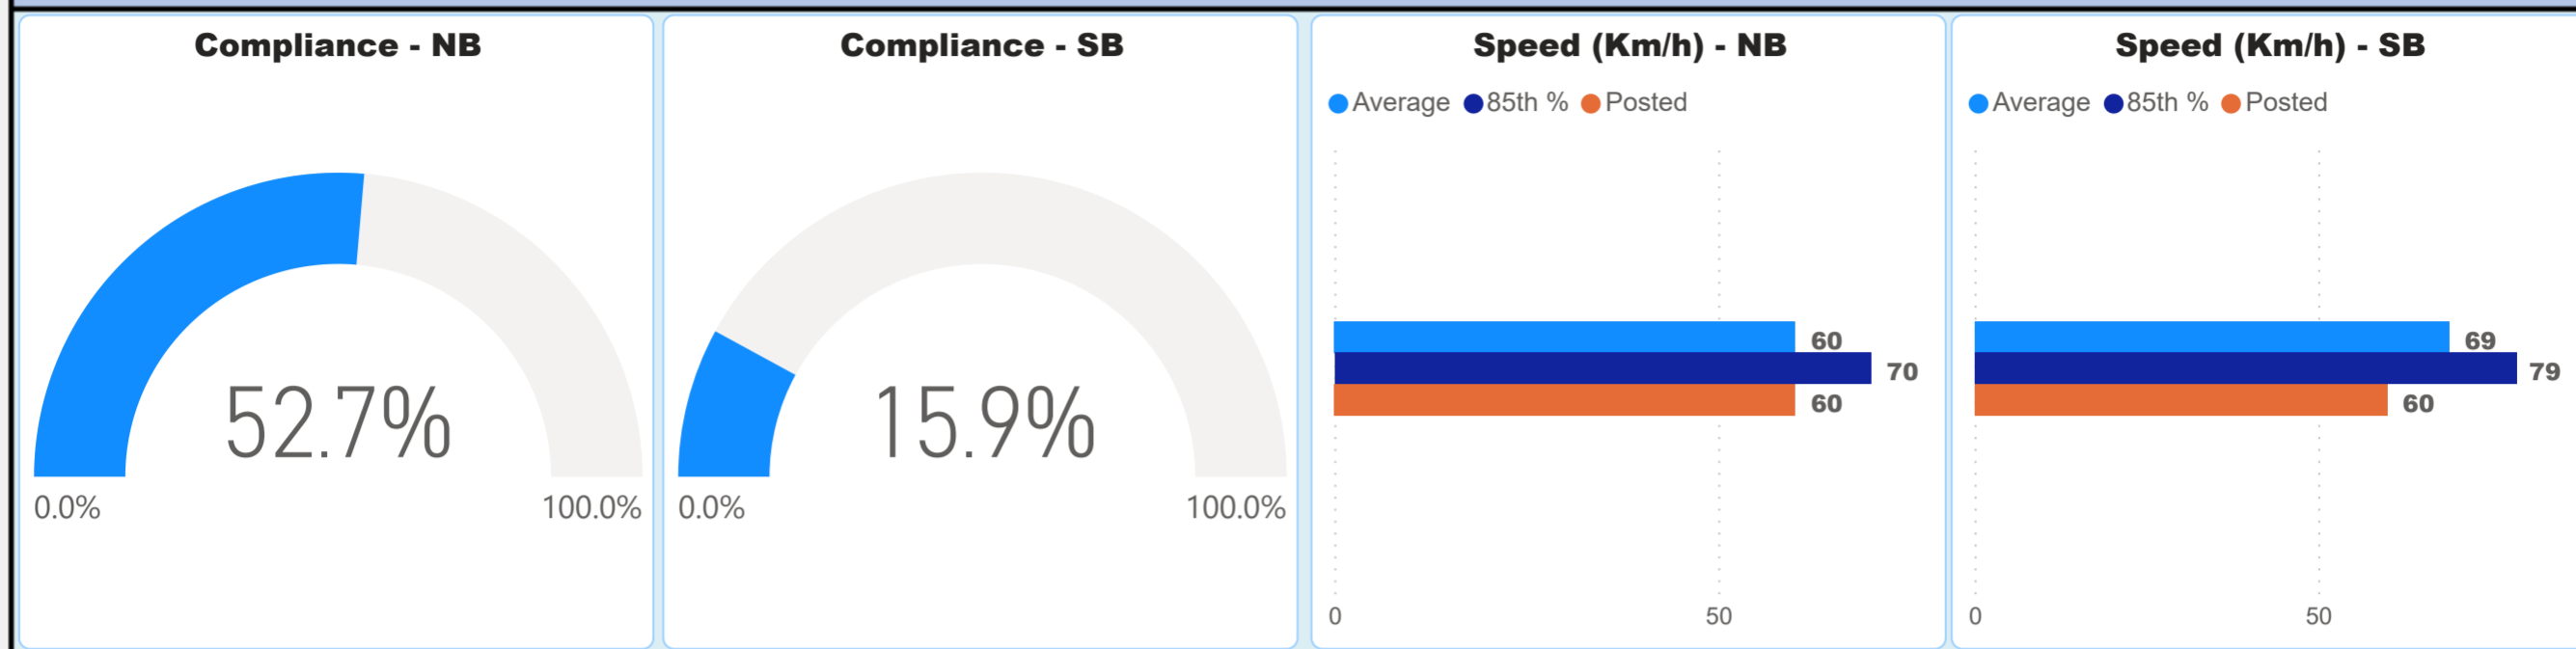 Compliance - NB
52.7%
0.0%
100.0%
Compliance - SB
15.9%
0.0%
100.0%
Speed (Km/h) - NB
Average 85th % Posted
60
70
60
0
50
Speed (Km/h) - SB
Average 85th % Posted
69
79
60
0
50